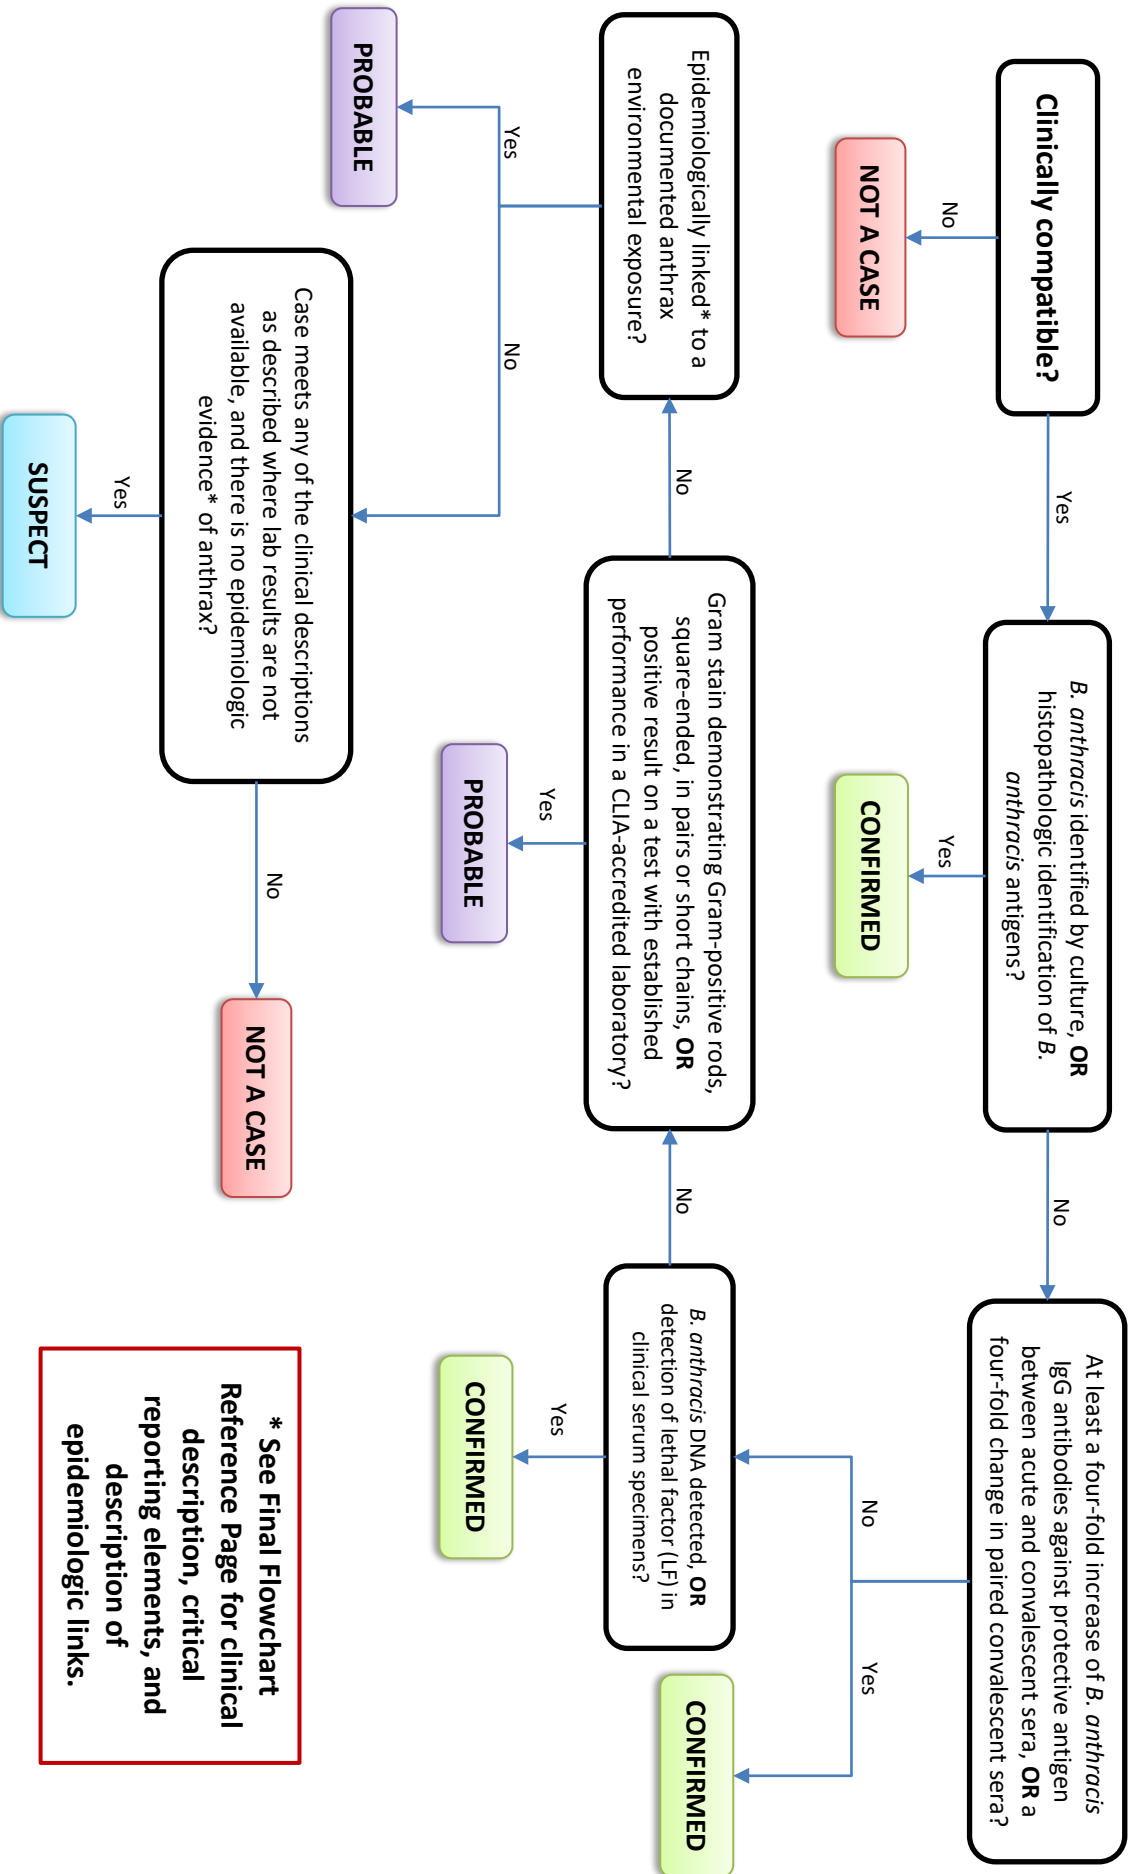 Clinically compatible?
No
NOT A CASE
Yes
B. anthracis identified by culture, OR
histopathologic identification of B.
anthracis antigens?
Yes
CONFIRMED
No
At least a four-fold increase of B. anthracis
IgG antibodies against protective antigen
between acute and convalescent sera, OR a
four-fold change in paired convalescent sera?
No
Yes
CONFIRMED
B. anthracis DNA detected, OR
detection of lethal factor (LF) in
clinical serum specimens?
Yes
CONFIRMED
No
Gram stain demonstrating Gram-positive rods,
square-ended, in pairs or short chains, OR
positive result on a test with established
performance in a CLIA-accredited laboratory?
Yes
PROBABLE
No
Epidemiologically linked* to a
documented anthrax
environmental exposure?
Yes
PROBABLE
No
Case meets any of the clinical descriptions
as described where lab results are not
available, and there is no epidemiologic
evidence* of anthrax?
Yes
SUSPECT
No
NOT A CASE
* See Final Flowchart
Reference Page for clinical
description, critical
reporting elements, and
description of
epidemiologic links.